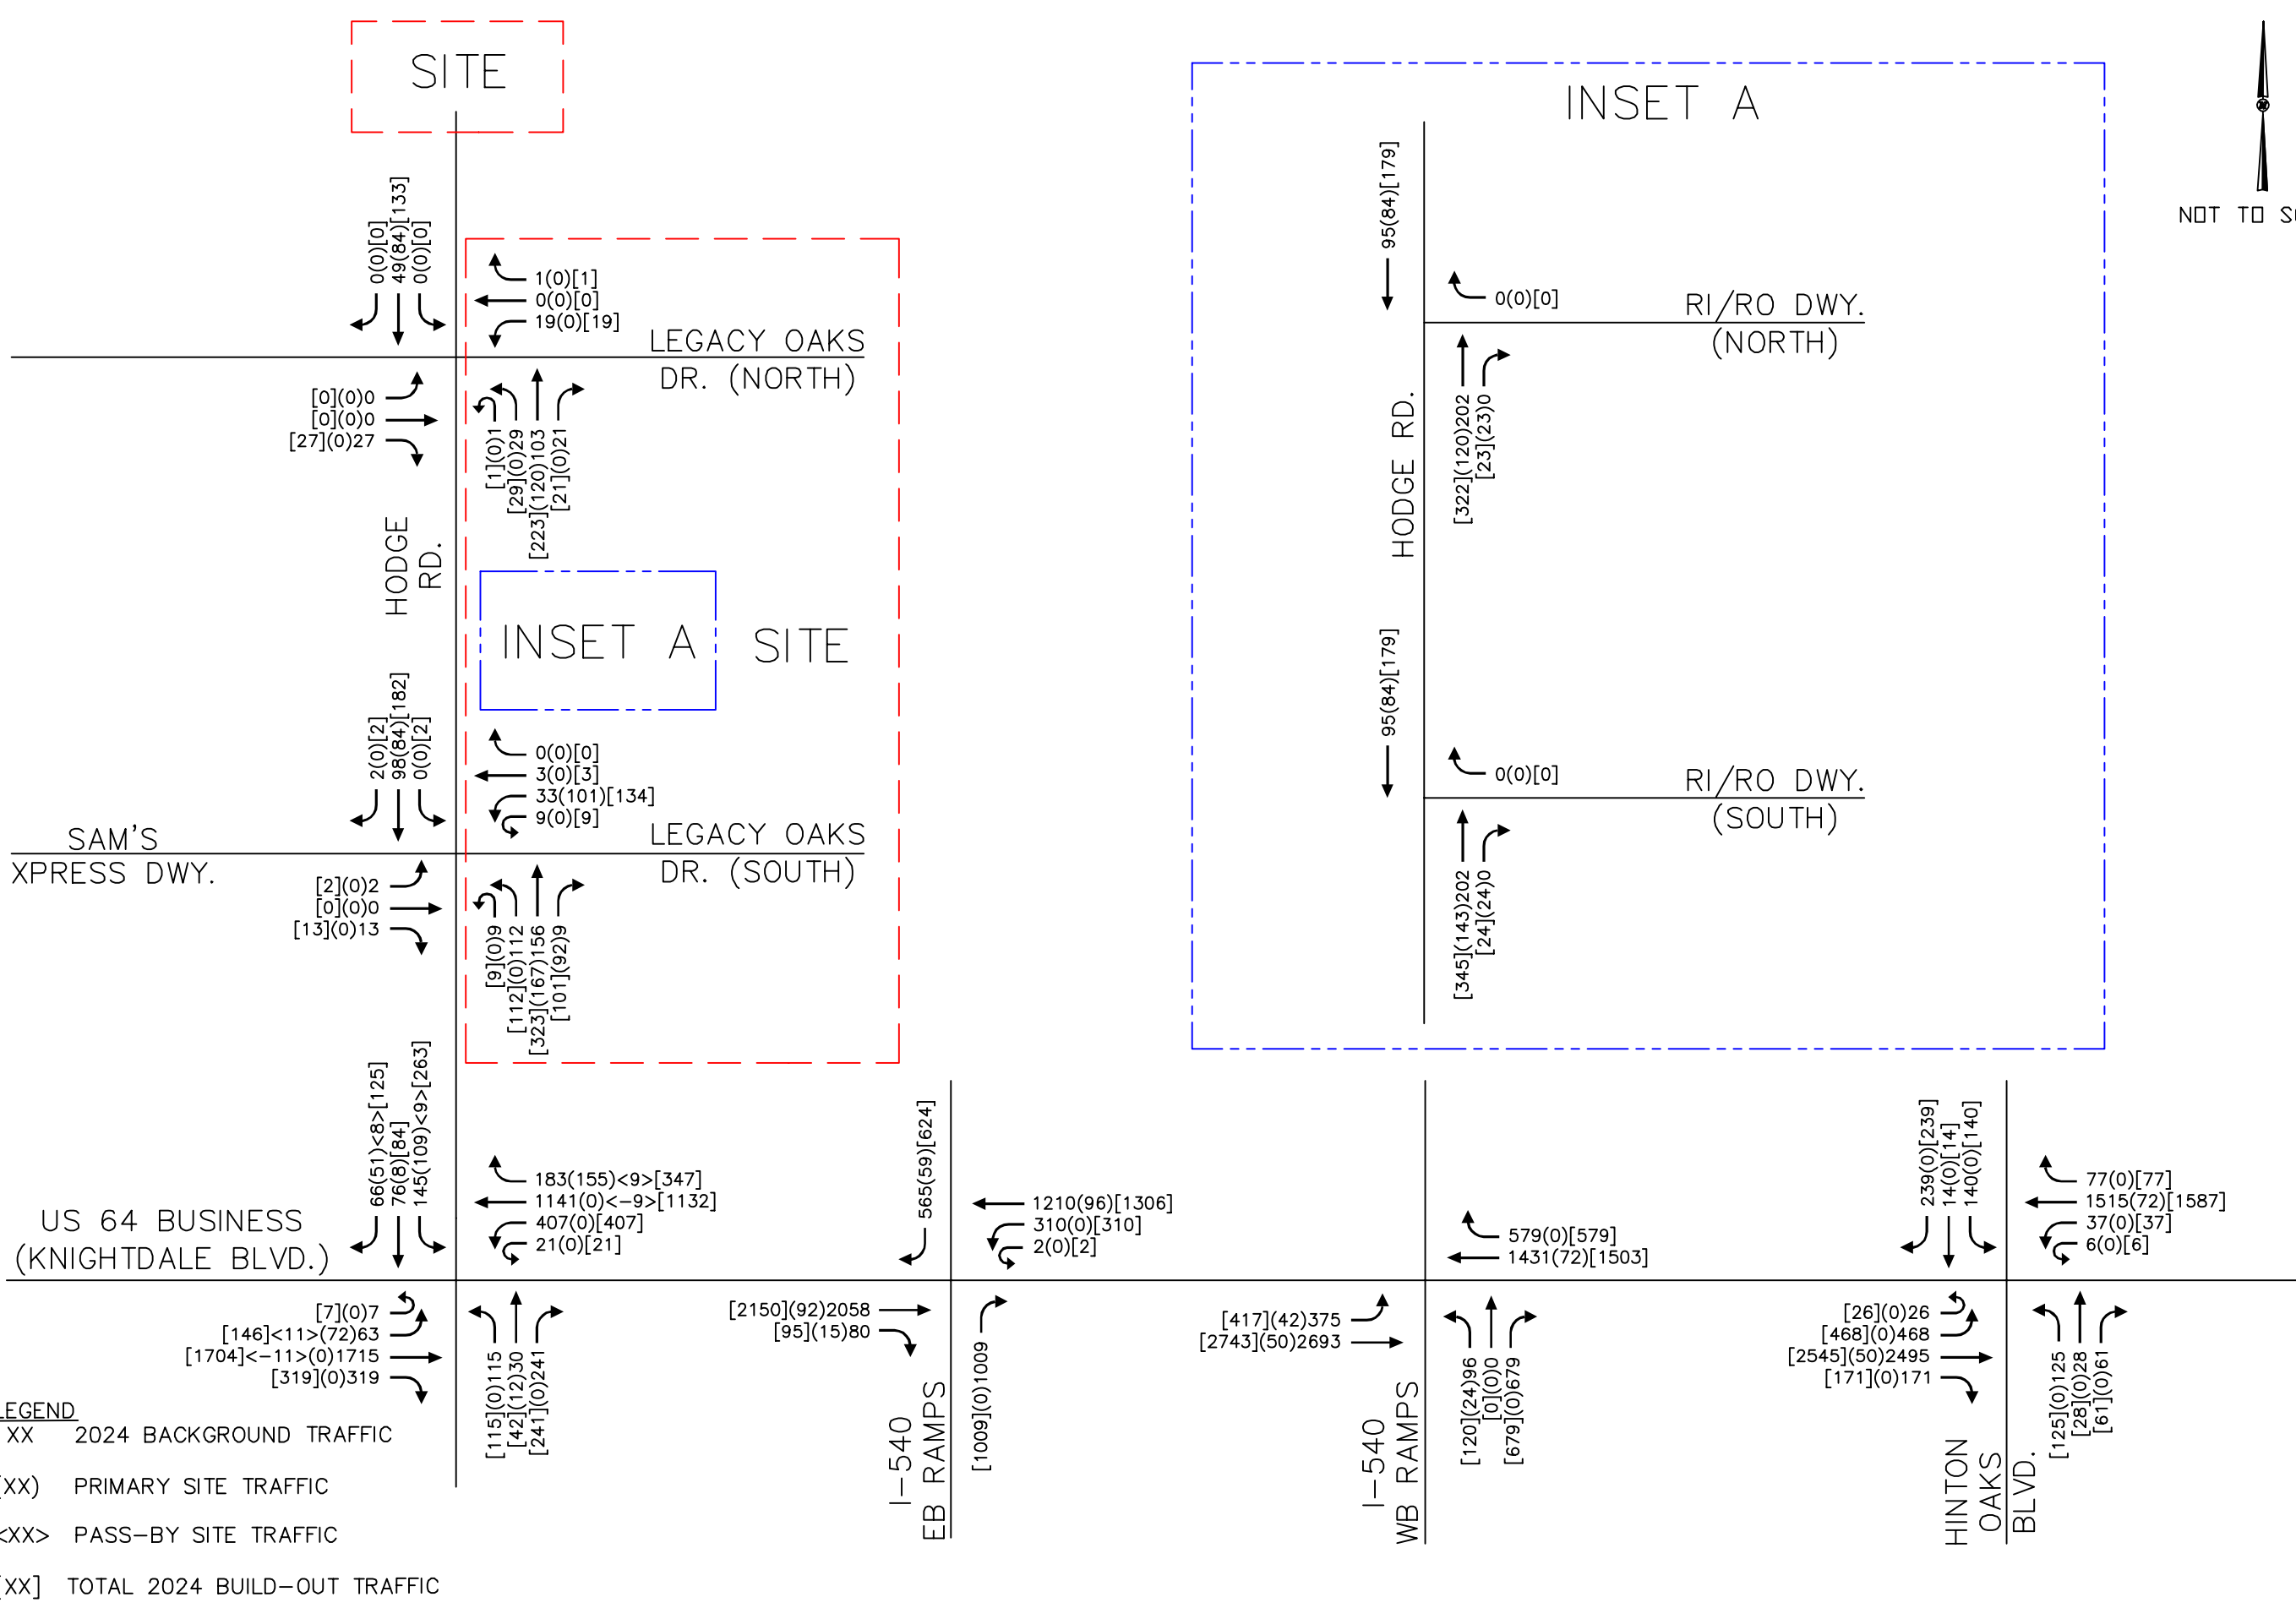 SITE
INSET A
NOT TO S
0(0)[0]
49(84)[133]
0(0)[0]
1(0)[1]
0(0)[0]
19(0)[19]
LEGACY OAKS
DR. (NORTH)
[0](0)0
[0](0)0
[27](0)27
[1](0)1
[29](0)29
[223](120)103
[21](0)21
HODGE
RD.
INSET A
SITE
2(0)[2]
98(84)[182]
0(0)[2]
0(0)[0]
3(0)[3]
33(101)[134]
9(0)[9]
SAM'S
XPRESS DWY.
LEGACY OAKS
DR. (SOUTH)
[2](0)2
[0](0)0
[13](0)13
[9](0)9
[112](0)112
[323](167)156
[101](92)9
95(84)[179]
0(0)[0]
RI/RO DWY.
(NORTH)
[322](120)202
[23](23)0
HODGE RD.
95(84)[179]
0(0)[0]
RI/RO DWY.
(SOUTH)
[345](143)202
[24](24)0
66(51)<8>[125]
76(8)[84]
145(109)<9>[263]
183(155)<9>[347]
1141(0)<-9>[1132]
407(0)[407]
21(0)[21]
US 64 BUSINESS
(KNIGHTDALE BLVD.)
[7](0)7
[146]<11>(72)63
[1704]<-11>(0)1715
[319](0)319
[115](0)115
[42](12)30
[241](0)241
565(59)[624]
1210(96)[1306]
310(0)[310]
2(0)[2]
[2150](92)2058
[95](15)80
[1009](0)1009
I-540
EB RAMPS
579(0)[579]
1431(72)[1503]
[417](42)375
[2743](50)2693
[120](24)96
[0](0)0
[679](0)679
I-540
WB RAMPS
239(0)[239]
14(0)[14]
140(0)[140]
77(0)[77]
1515(72)[1587]
37(0)[37]
6(0)[6]
[26](0)26
[468](0)468
[2545](50)2495
[171](0)171
[125](0)125
[28](0)28
[61](0)61
HINTON
OAKS
BLVD.
LEGEND
XX 2024 BACKGROUND TRAFFIC
(XX) PRIMARY SITE TRAFFIC
<XX> PASS-BY SITE TRAFFIC
[XX] TOTAL 2024 BUILD-OUT TRAFFIC